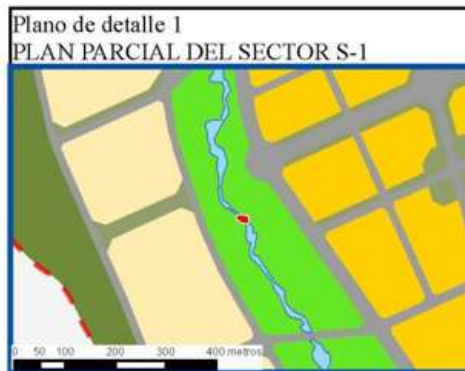 Plano de detalle 1
PLAN PARCIAL DEL SECTOR S-1
0 50 100 200 300 400 metros